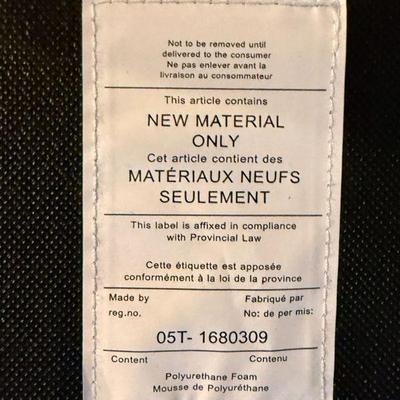 Not to be removed until
delivered to the consumer
Ne pas enlever avant la
livraison au consommateur
This article contains
NEW MATERIAL
ONLY
Cet article contient des
MATÉRIAUX NEUFS
SEULEMENT
This label is affixed in compliance
with Provincial Law
Cette étiquette est apposée
conformément à la loi de la province
Made by Fabriqué par
reg.no. No: de per mis:
05T- 1680309
Content Contenu
Polyurethane Foam
Mousse de Polyuréthane